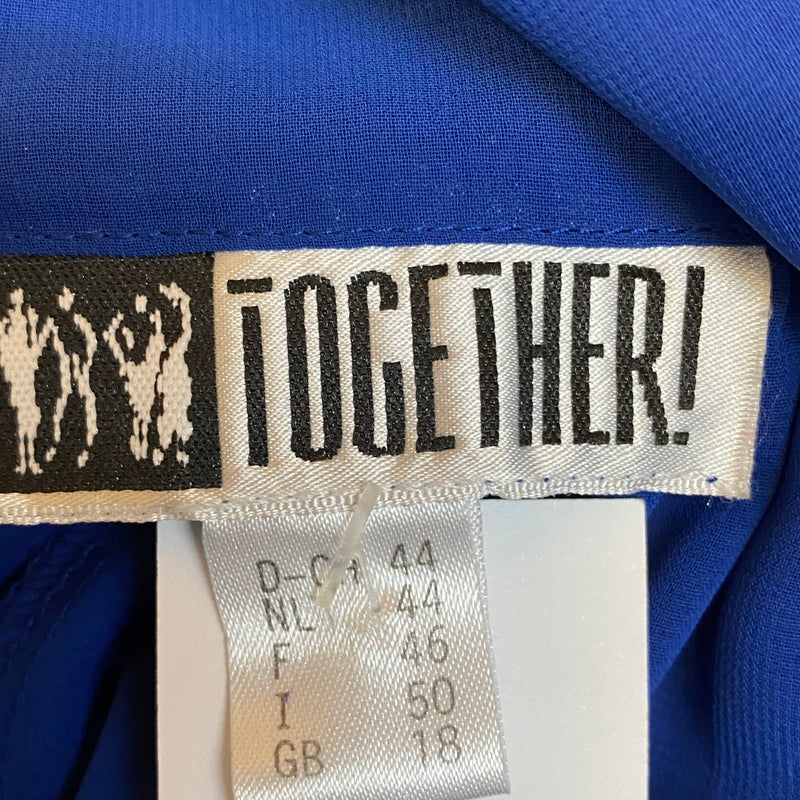 TOGETHER!
D-CH 44
NL 44
F 46
I 50
GB 18